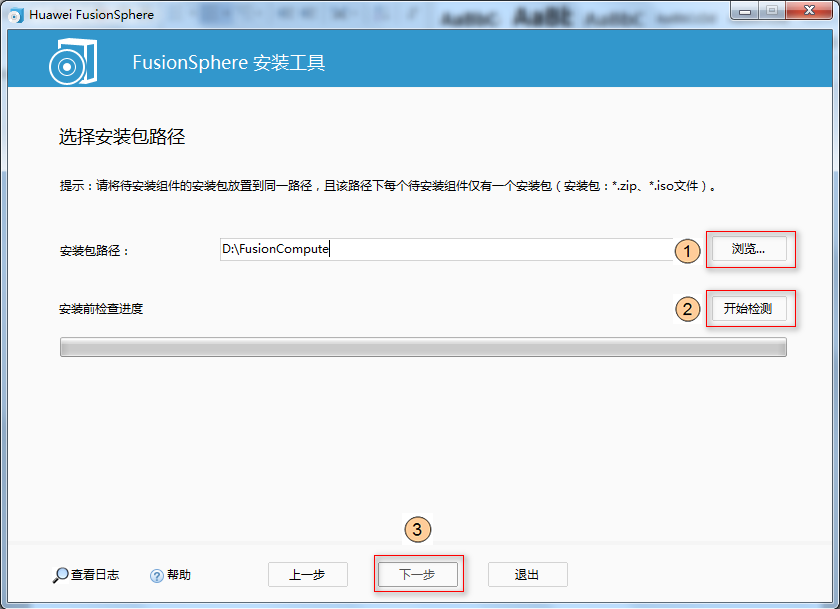 Huawei FusionSphere
AaBbC AaBb AaBbC
FusionSphere 安装工具
选择安装包路径
提示：请将待安装组件的安装包放置到同一路径，且该路径下每个待安装组件仅有一个安装包（安装包：*.zip、*.iso文件）。
安装包路径：
D:\FusionCompute
1
浏览...
安装前检查进度
2
开始检测
3
查看日志
? 帮助
上一步
下一步
退出